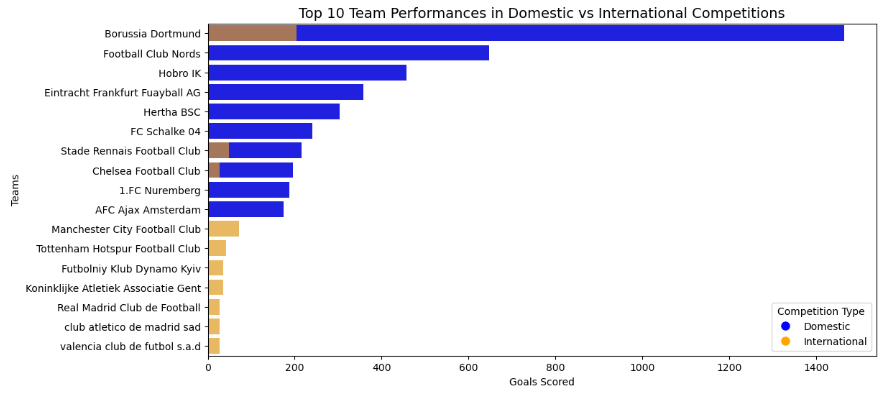 Top 10 Team Performances in Domestic vs International Competitions
Teams
Borussia Dortmund
Football Club Nords
Hobro IK
Eintracht Frankfurt Fuayball AG
Hertha BSC
FC Schalke 04
Stade Rennais Football Club
Chelsea Football Club
1.FC Nuremberg
AFC Ajax Amsterdam
Manchester City Football Club
Tottenham Hotspur Football Club
Futbolniy Klub Dynamo Kyiv
Koninklijke Atletiek Associatie Gent
Real Madrid Club de Football
club atletico de madrid sad
valencia club de futbol s.a.d
Competition Type
Domestic
International
0 200 400 600 800 1000 1200 1400
Goals Scored